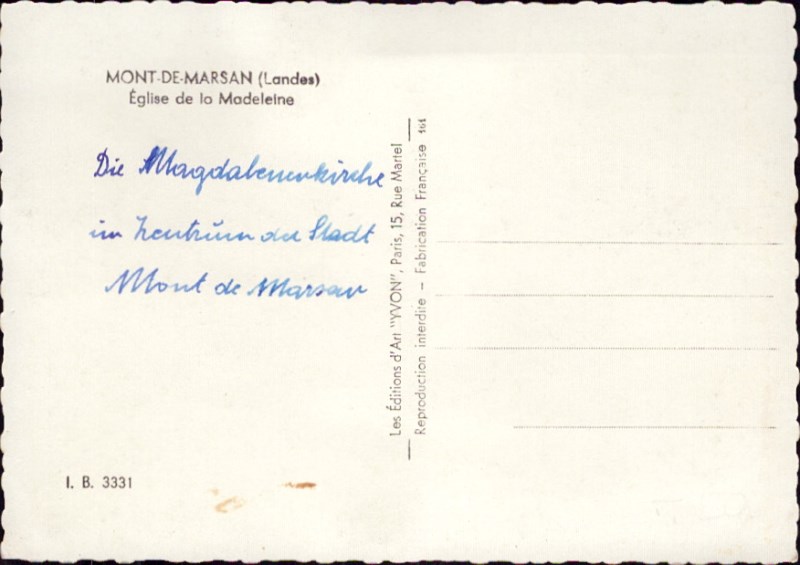 MONT-DE-MARSAN (Landes)
Église de la Madeleine
Die Magdalenenkirche
im Zentrum der Stadt
Mont de Marsan
I. B. 3331
Les Éditions d'Art "YVON", Paris, 15, Rue Martel
Reproduction interdite — Fabrication Française 161